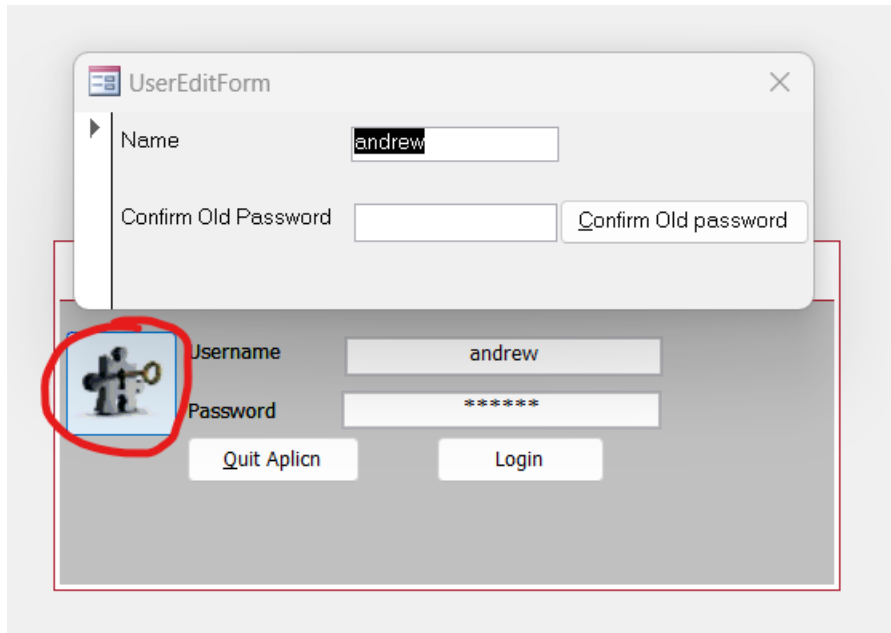 UserEditForm
Name andrew
Confirm Old Password Confirm Old password
Username andrew
Password ******
Quit Aplicn Login